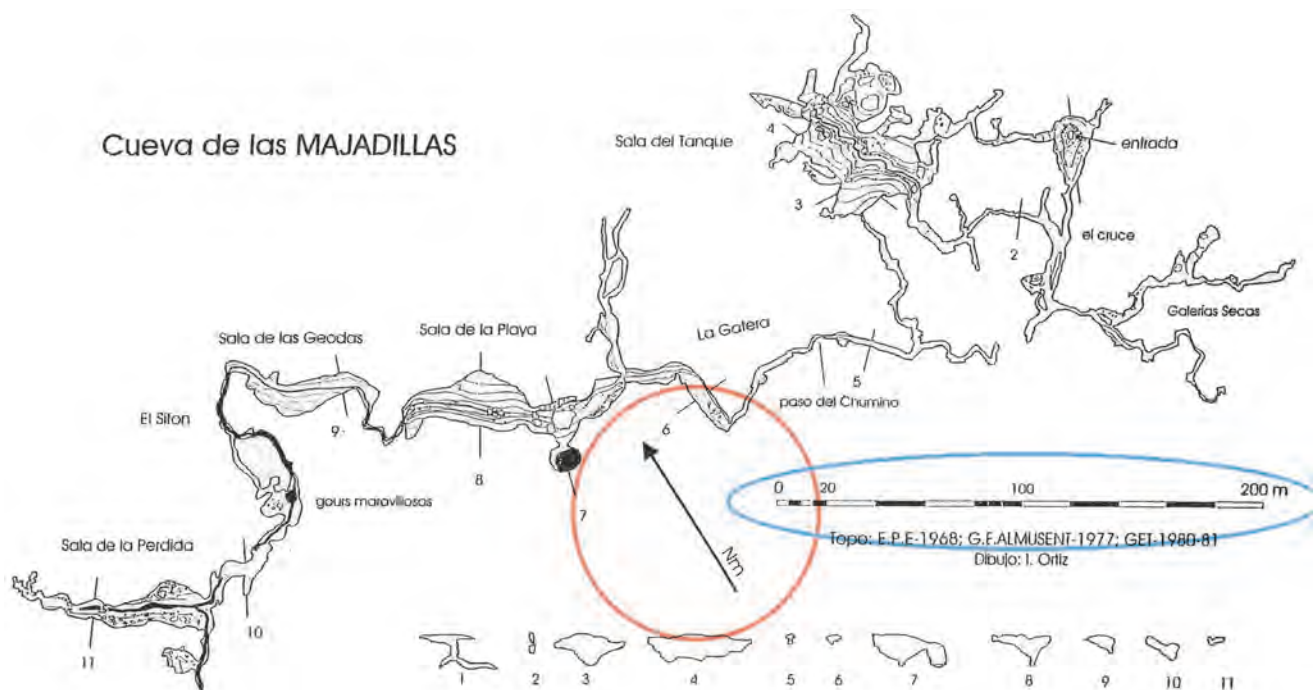 Cueva de las MAJADILLAS
Sala del Tanque
4
entrada
3
2
el cruce
Galerías Secas
La Gatera
Sala de la Playa
Sala de las Geodas
5
paso del Chumino
6
El Sifon
9
8
7
gours maravillosos
Nm
0 20 100 200 m
Topo: E.P.E-1968; G.E.ALMUSENT-1977; GET-1980-81
Dibujo: I. Ortiz
Sala de la Perdida
10
11
1 2 3 4 5 6 7 8 9 10 11